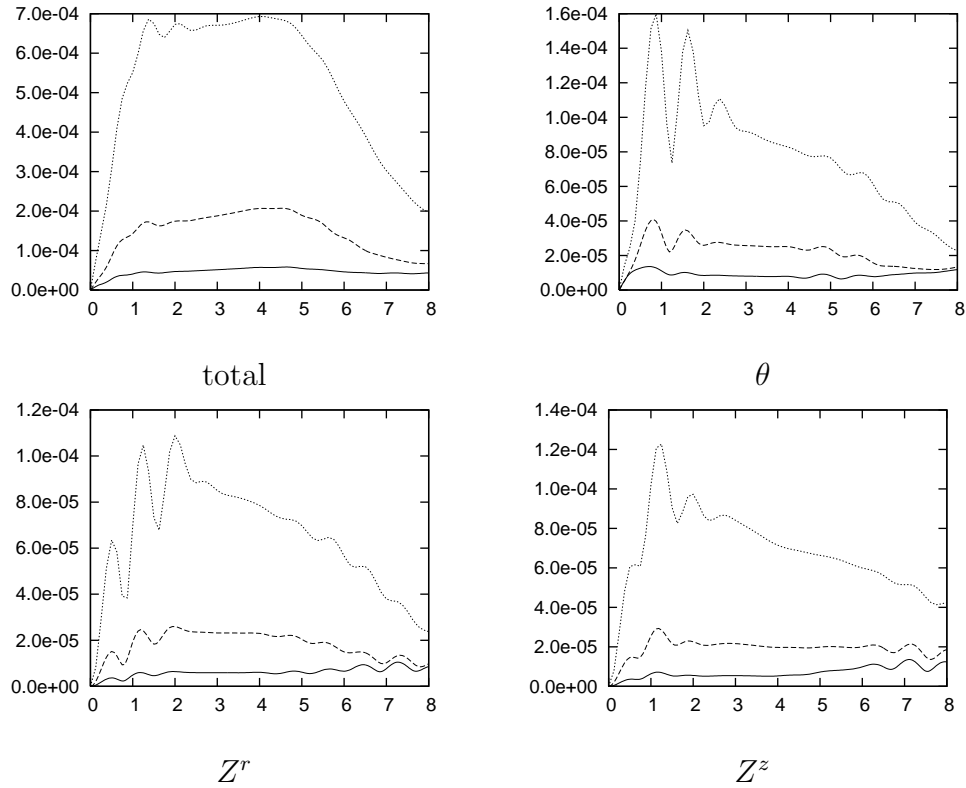 7.0e-04
6.0e-04
5.0e-04
4.0e-04
3.0e-04
2.0e-04
1.0e-04
0.0e+00
0 1 2 3 4 5 6 7 8
total
1.6e-04
1.4e-04
1.2e-04
1.0e-04
8.0e-05
6.0e-05
4.0e-05
2.0e-05
0.0e+00
0 1 2 3 4 5 6 7 8
θ
1.2e-04
1.0e-04
8.0e-05
6.0e-05
4.0e-05
2.0e-05
0.0e+00
0 1 2 3 4 5 6 7 8
Z^r
1.4e-04
1.2e-04
1.0e-04
8.0e-05
6.0e-05
4.0e-05
2.0e-05
0.0e+00
0 1 2 3 4 5 6 7 8
Z^z